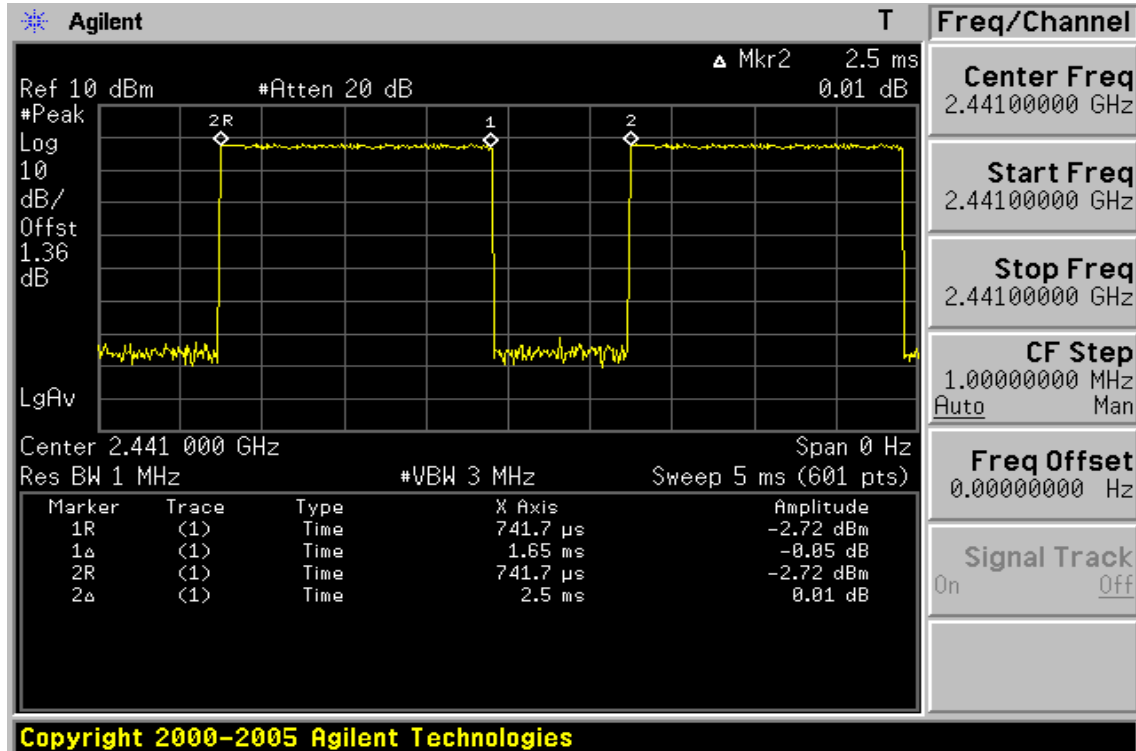 Agilent T Freq/Channel
Δ Mkr2 2.5 ms
Ref 10 dBm #Atten 20 dB 0.01 dB
#Peak
Log
10
dB/
Offst
1.36
dB
LgAv
2R 1 2
Center 2.441 000 GHz Span 0 Hz
Res BW 1 MHz #VBW 3 MHz Sweep 5 ms (601 pts)
Marker Trace Type X Axis Amplitude
1R (1) Time 741.7 µs -2.72 dBm
1Δ (1) Time 1.65 ms -0.05 dB
2R (1) Time 741.7 µs -2.72 dBm
2Δ (1) Time 2.5 ms 0.01 dB
Center Freq
2.44100000 GHz
Start Freq
2.44100000 GHz
Stop Freq
2.44100000 GHz
CF Step
1.00000000 MHz
Auto Man
Freq Offset
0.00000000 Hz
Signal Track
On Off
Copyright 2000-2005 Agilent Technologies